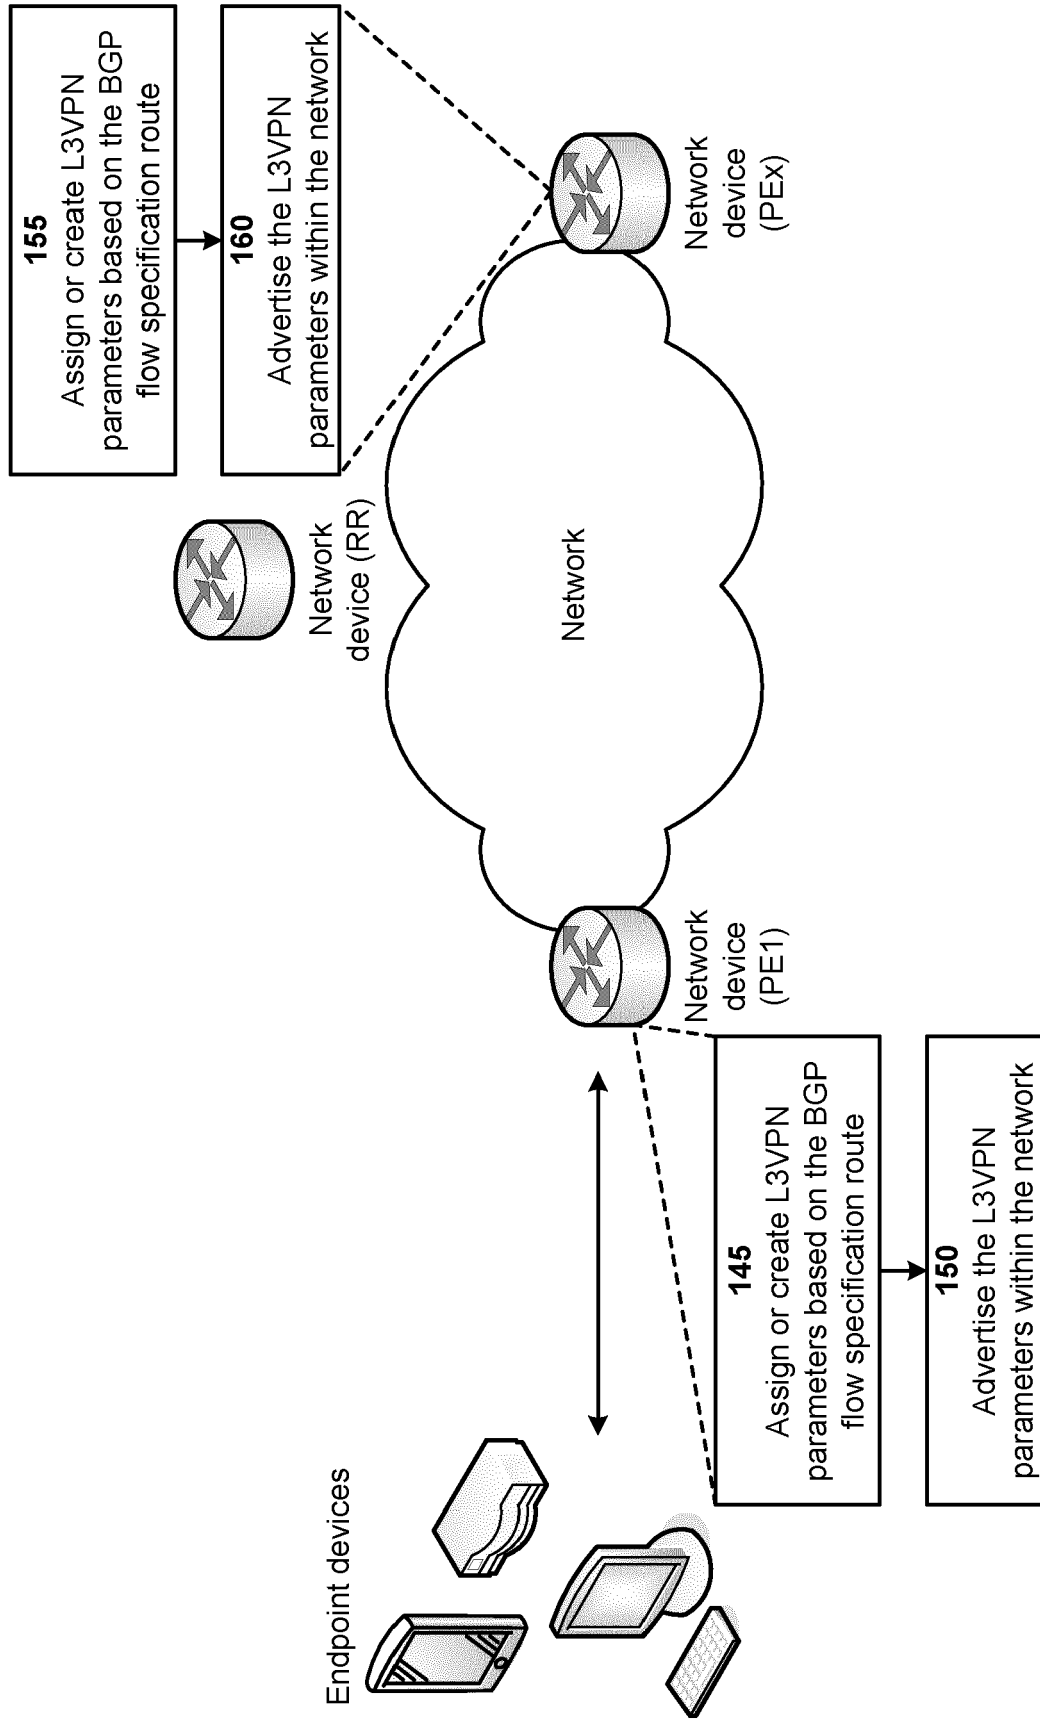 Endpoint devices
145
Assign or create L3VPN
parameters based on the BGP
flow specification route
150
Advertise the L3VPN
parameters within the network
Network
device
(PE1)
Network
Network
device (RR)
Network
device
(PEx)
155
Assign or create L3VPN
parameters based on the BGP
flow specification route
160
Advertise the L3VPN
parameters within the network